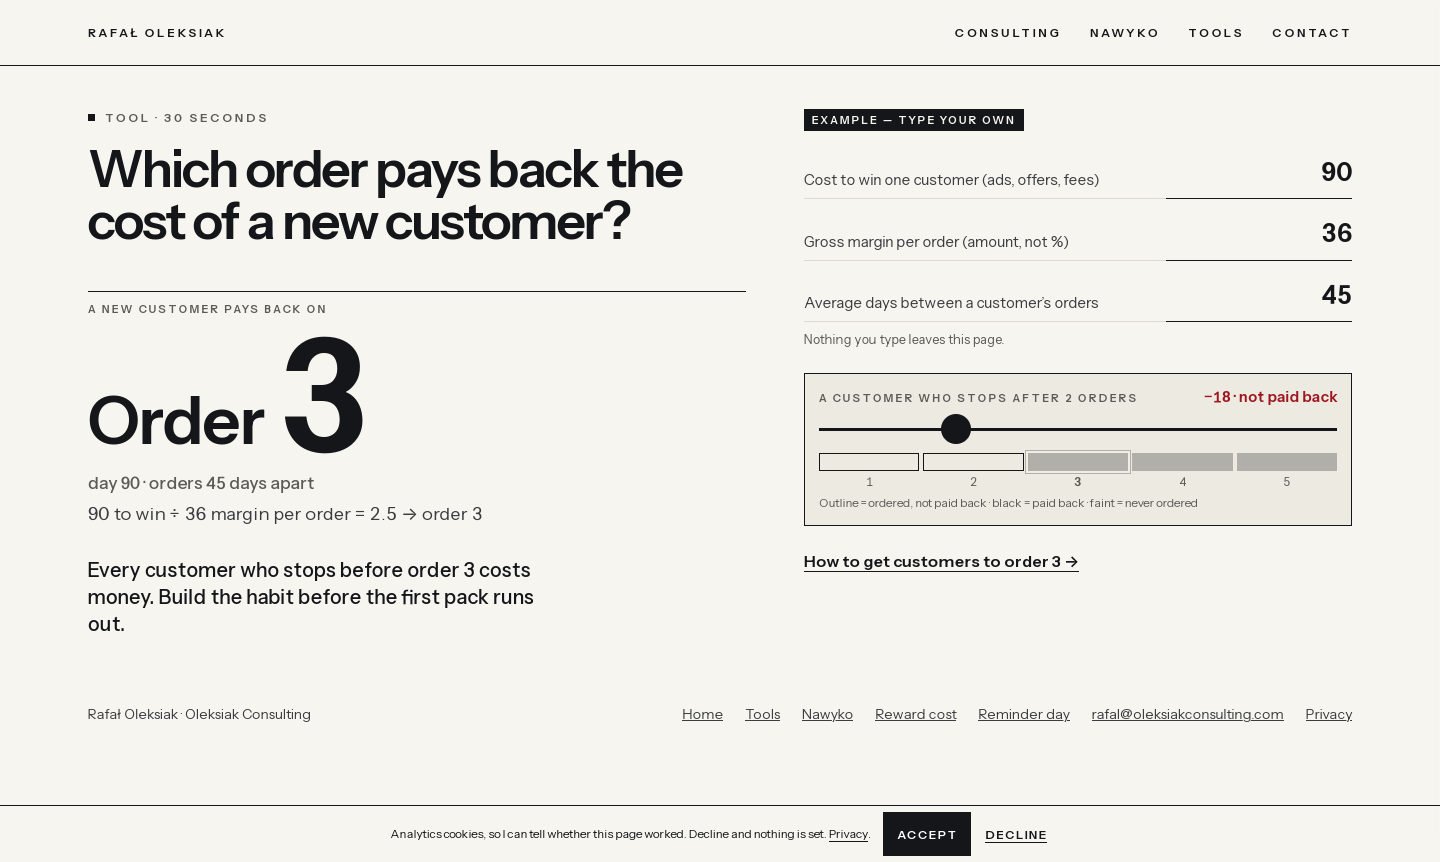 RAFAŁ OLEKSIAK
CONSULTING NAWYKO TOOLS CONTACT
TOOL · 30 SECONDS
Which order pays back the
cost of a new customer?
A NEW CUSTOMER PAYS BACK ON
Order 3
day 90 · orders 45 days apart
90 to win ÷ 36 margin per order = 2.5 → order 3
Every customer who stops before order 3 costs
money. Build the habit before the first pack runs
out.
EXAMPLE — TYPE YOUR OWN
Cost to win one customer (ads, offers, fees) 90
Gross margin per order (amount, not %) 36
Average days between a customer's orders 45
Nothing you type leaves this page.
A CUSTOMER WHO STOPS AFTER 2 ORDERS −18 · not paid back
1 2 3 4 5
Outline = ordered, not paid back · black = paid back · faint = never ordered
How to get customers to order 3 →
Rafał Oleksiak · Oleksiak Consulting
Home Tools Nawyko Reward cost Reminder day rafal@oleksiakconsulting.com Privacy
Analytics cookies, so I can tell whether this page worked. Decline and nothing is set. Privacy.
ACCEPT DECLINE